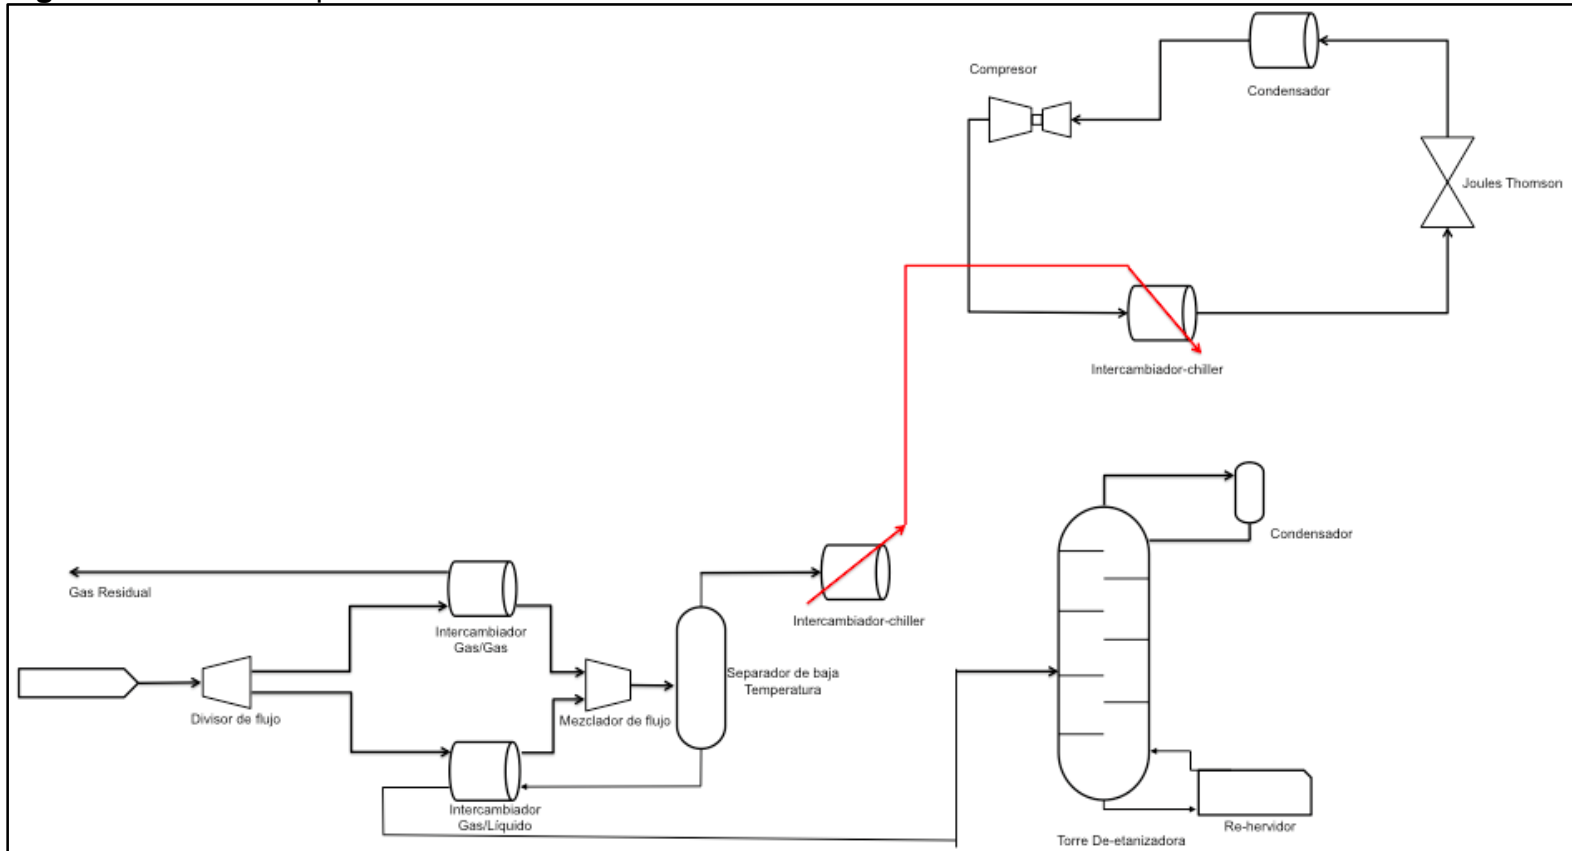 Compresor
Condensador
Joules Thomson
Intercambiador-chiller
Condensador
Gas Residual
Intercambiador
Gas/Gas
Intercambiador-chiller
Separador de baja
Temperatura
Divisor de flujo
Mezclador de flujo
Intercambiador
Gas/Líquido
Re-hervidor
Torre De-etanizadora